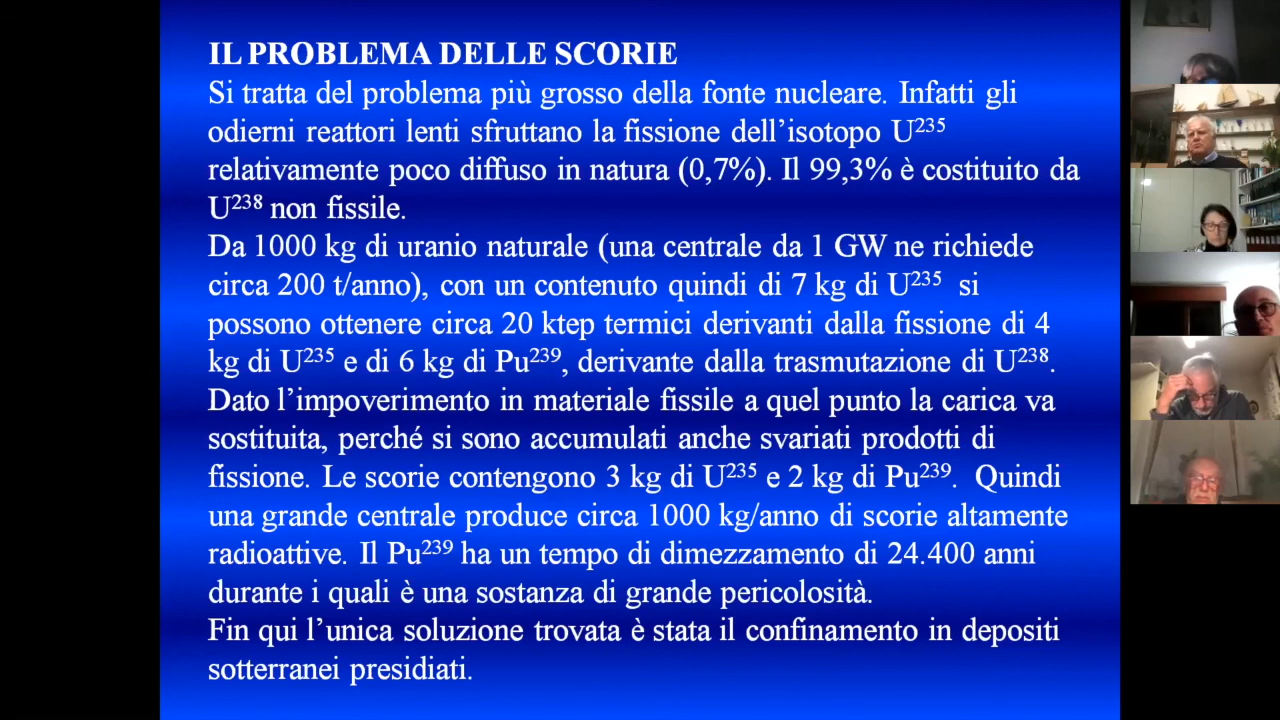 IL PROBLEMA DELLE SCORIE
Si tratta del problema più grosso della fonte nucleare. Infatti gli
odierni reattori lenti sfruttano la fissione dell’isotopo U²³⁵
relativamente poco diffuso in natura (0,7%). Il 99,3% è costituito da
U²³⁸ non fissile.
Da 1000 kg di uranio naturale (una centrale da 1 GW ne richiede
circa 200 t/anno), con un contenuto quindi di 7 kg di U²³⁵ si
possono ottenere circa 20 ktep termici derivanti dalla fissione di 4
kg di U²³⁵ e di 6 kg di Pu²³⁹, derivante dalla trasmutazione di U²³⁸.
Dato l’impoverimento in materiale fissile a quel punto la carica va
sostituita, perché si sono accumulati anche svariati prodotti di
fissione. Le scorie contengono 3 kg di U²³⁵ e 2 kg di Pu²³⁹. Quindi
una grande centrale produce circa 1000 kg/anno di scorie altamente
radioattive. Il Pu²³⁹ ha un tempo di dimezzamento di 24.400 anni
durante i quali è una sostanza di grande pericolosità.
Fin qui l’unica soluzione trovata è stata il confinamento in depositi
sotterranei presidiati.